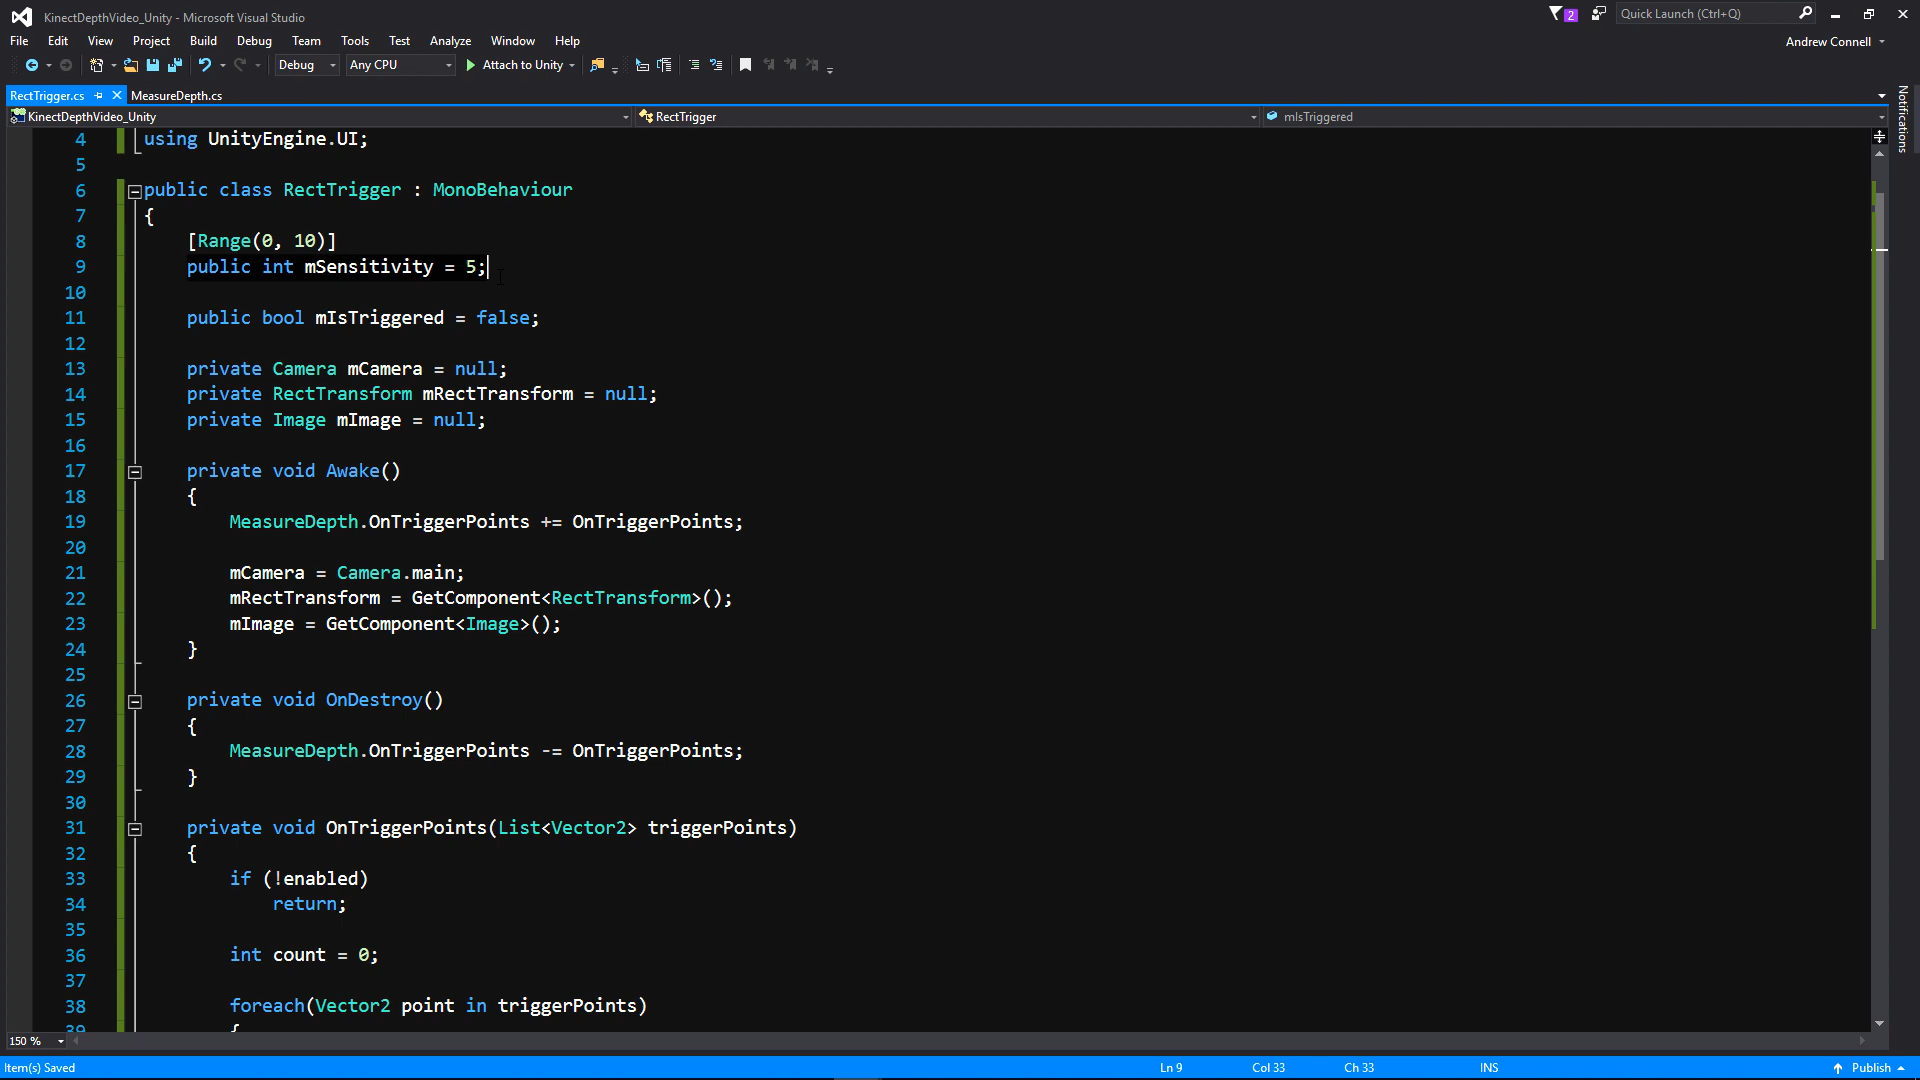 KinectDepthVideo_Unity - Microsoft Visual Studio
2
Quick Launch (Ctrl+Q)
File Edit View Project Build Debug Team Tools Test Analyze Window Help
Andrew Connell
Debug Any CPU Attach to Unity
RectTrigger.cs MeasureDepth.cs
KinectDepthVideo_Unity RectTrigger mIsTriggered
Notifications
4 using UnityEngine.UI;
5
6 public class RectTrigger : MonoBehaviour
7 {
8 [Range(0, 10)]
9 public int mSensitivity = 5;
10
11 public bool mIsTriggered = false;
12
13 private Camera mCamera = null;
14 private RectTransform mRectTransform = null;
15 private Image mImage = null;
16
17 private void Awake()
18 {
19 MeasureDepth.OnTriggerPoints += OnTriggerPoints;
20
21 mCamera = Camera.main;
22 mRectTransform = GetComponent<RectTransform>();
23 mImage = GetComponent<Image>();
24 }
25
26 private void OnDestroy()
27 {
28 MeasureDepth.OnTriggerPoints -= OnTriggerPoints;
29 }
30
31 private void OnTriggerPoints(List<Vector2> triggerPoints)
32 {
33 if (!enabled)
34 return;
35
36 int count = 0;
37
38 foreach(Vector2 point in triggerPoints)
39 {
150 %
Item(s) Saved Ln 9 Col 33 Ch 33 INS Publish